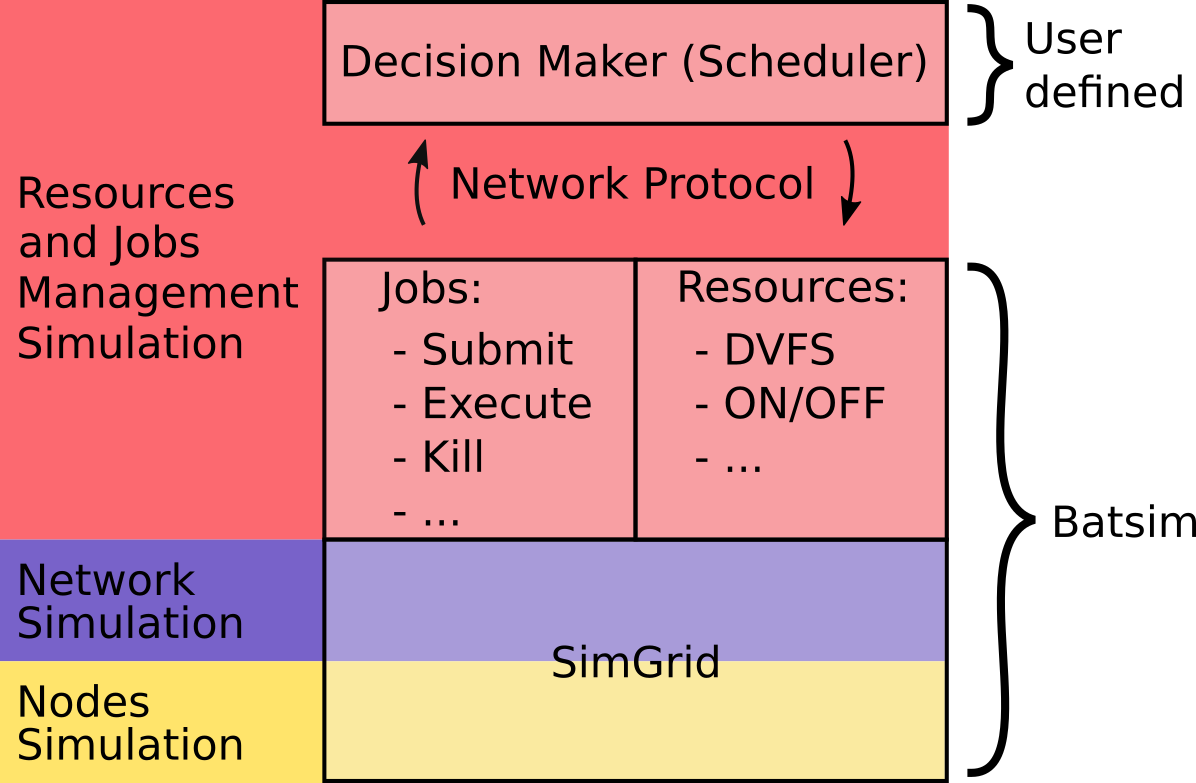 Decision Maker (Scheduler)
User
defined
Network Protocol
Resources
and Jobs
Management
Simulation
Jobs:
- Submit
- Execute
- Kill
- ...
Resources:
- DVFS
- ON/OFF
- ...
Batsim
Network
Simulation
SimGrid
Nodes
Simulation